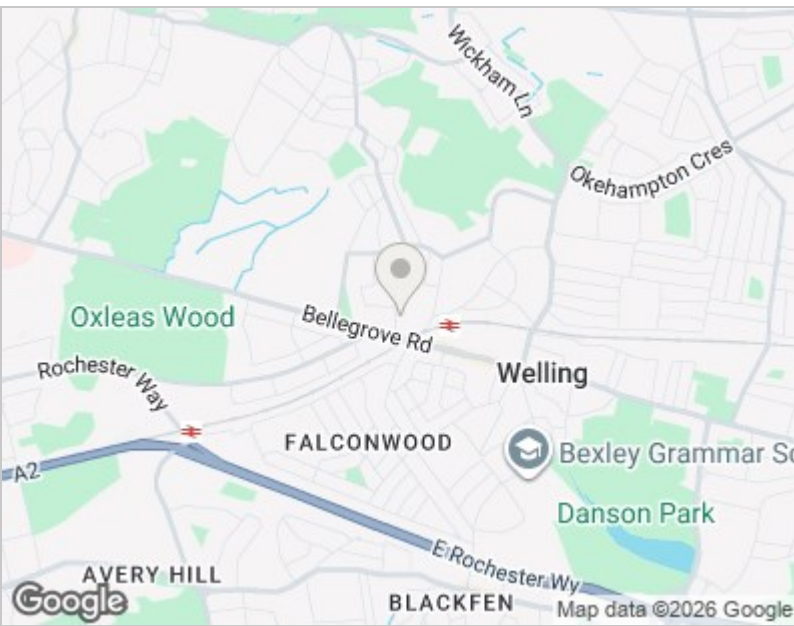 Wickham Ln
Okehampton Cres
Oxleas Wood
Bellegrove Rd
Rochester Way
Welling
FALCONWOOD
Bexley Grammar Sc
A2
Danson Park
E Rochester Wy
AVERY HILL
BLACKFEN
Google
Map data ©2026 Google